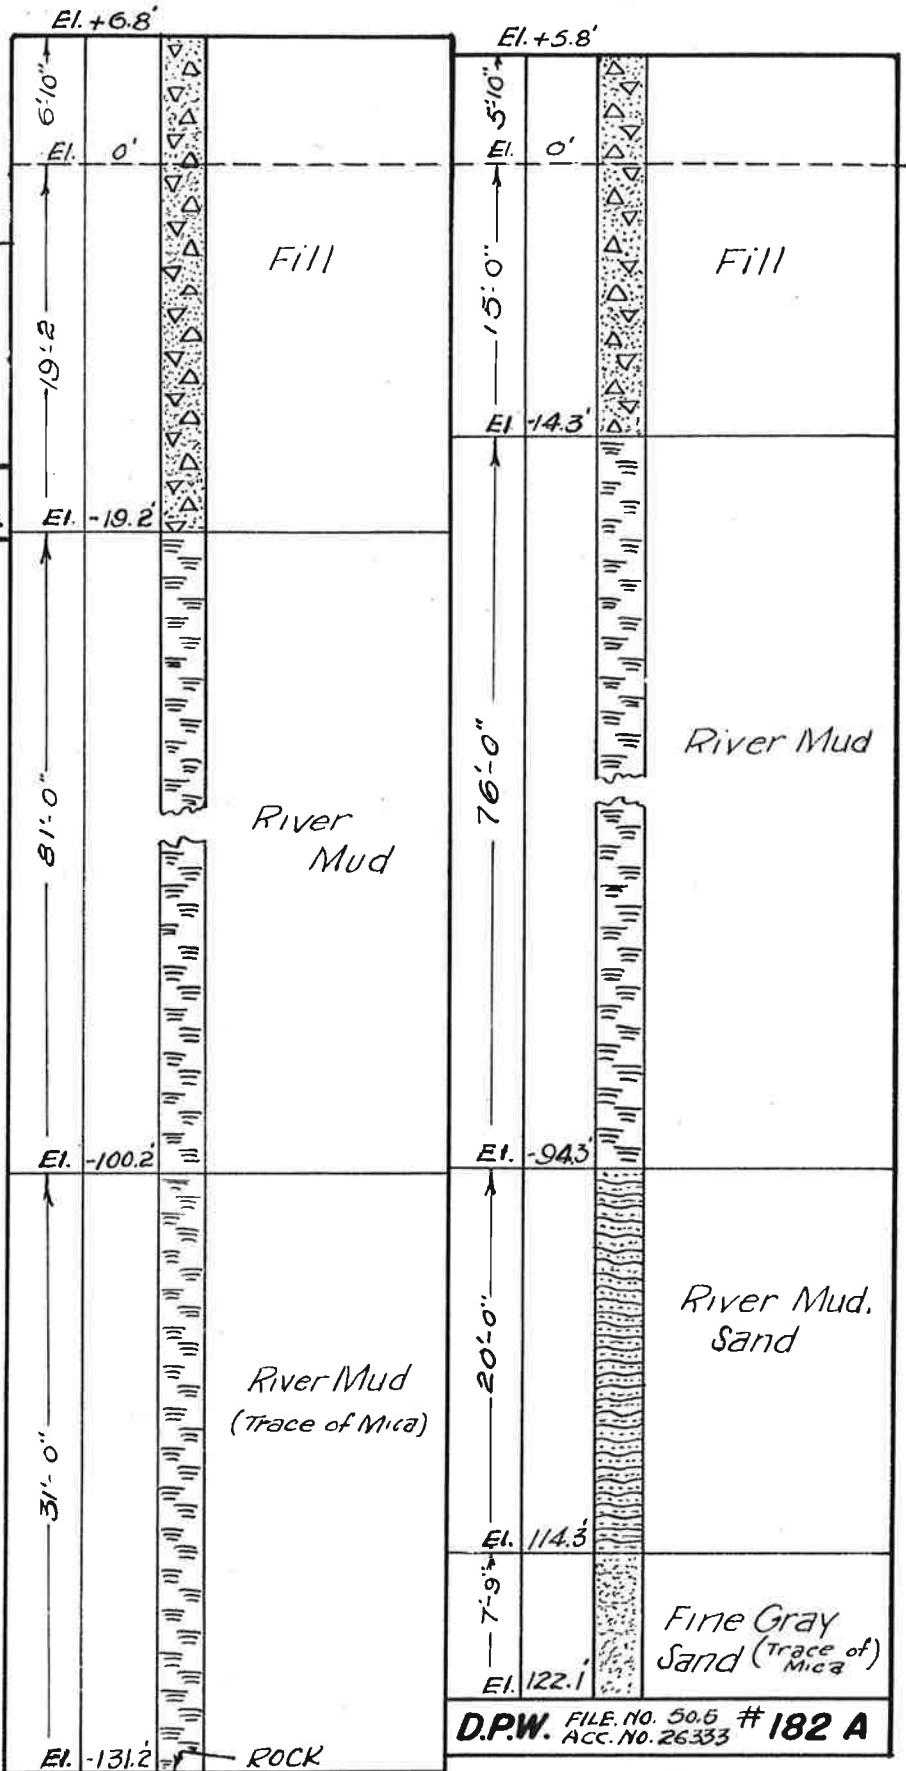 El. +6.8'
6'10"
El. 0'
19'-2
Fill
El. -19.2'
81'-0"
River
Mud
El. -100.2'
31'-0"
River Mud
(Trace of Mica)
El. -131.2'
ROCK
El. +5.8'
5'10"
El. 0'
15'-0"
Fill
El -14.3'
76'-0"
River Mud
El. -94.3'
20'-0"
River Mud.
Sand
El. 114.3'
7'-9"
Fine Gray
Sand (Trace of
Mica)
El. 122.1'
D.P.W. FILE. NO. 50.6 # 182 A
ACC. NO. 26333